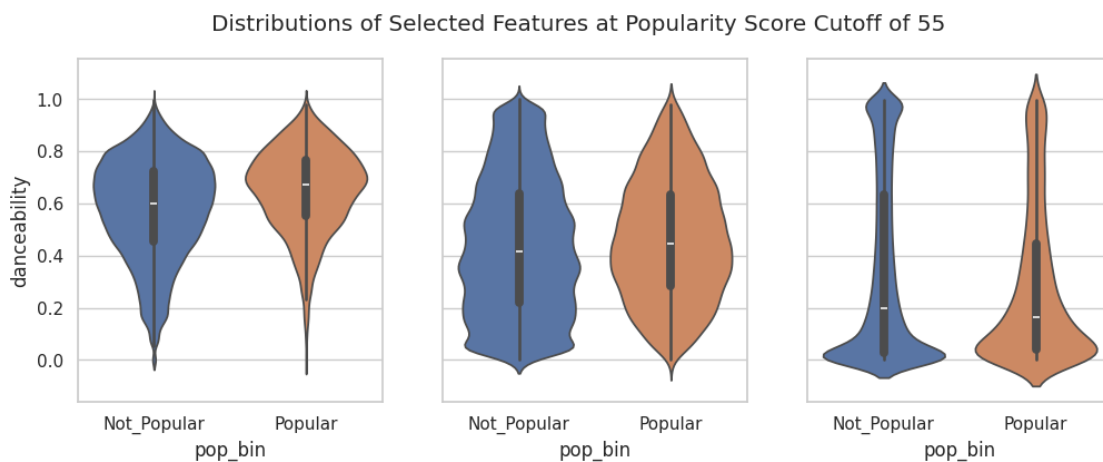 Distributions of Selected Features at Popularity Score Cutoff of 55
danceability
1.0
0.8
0.6
0.4
0.2
0.0
Not_Popular Popular
pop_bin
Not_Popular Popular
pop_bin
Not_Popular Popular
pop_bin